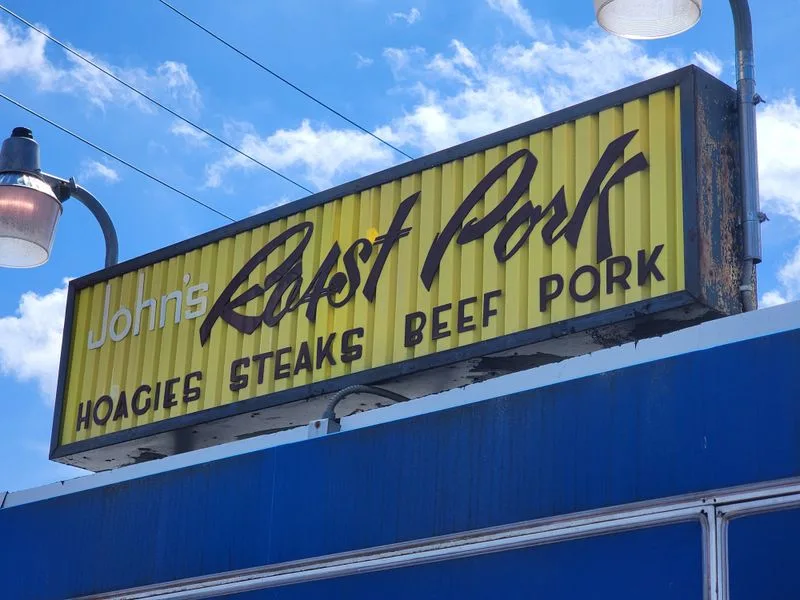 John's Roast Pork
HOAGIES STEAKS BEEF PORK